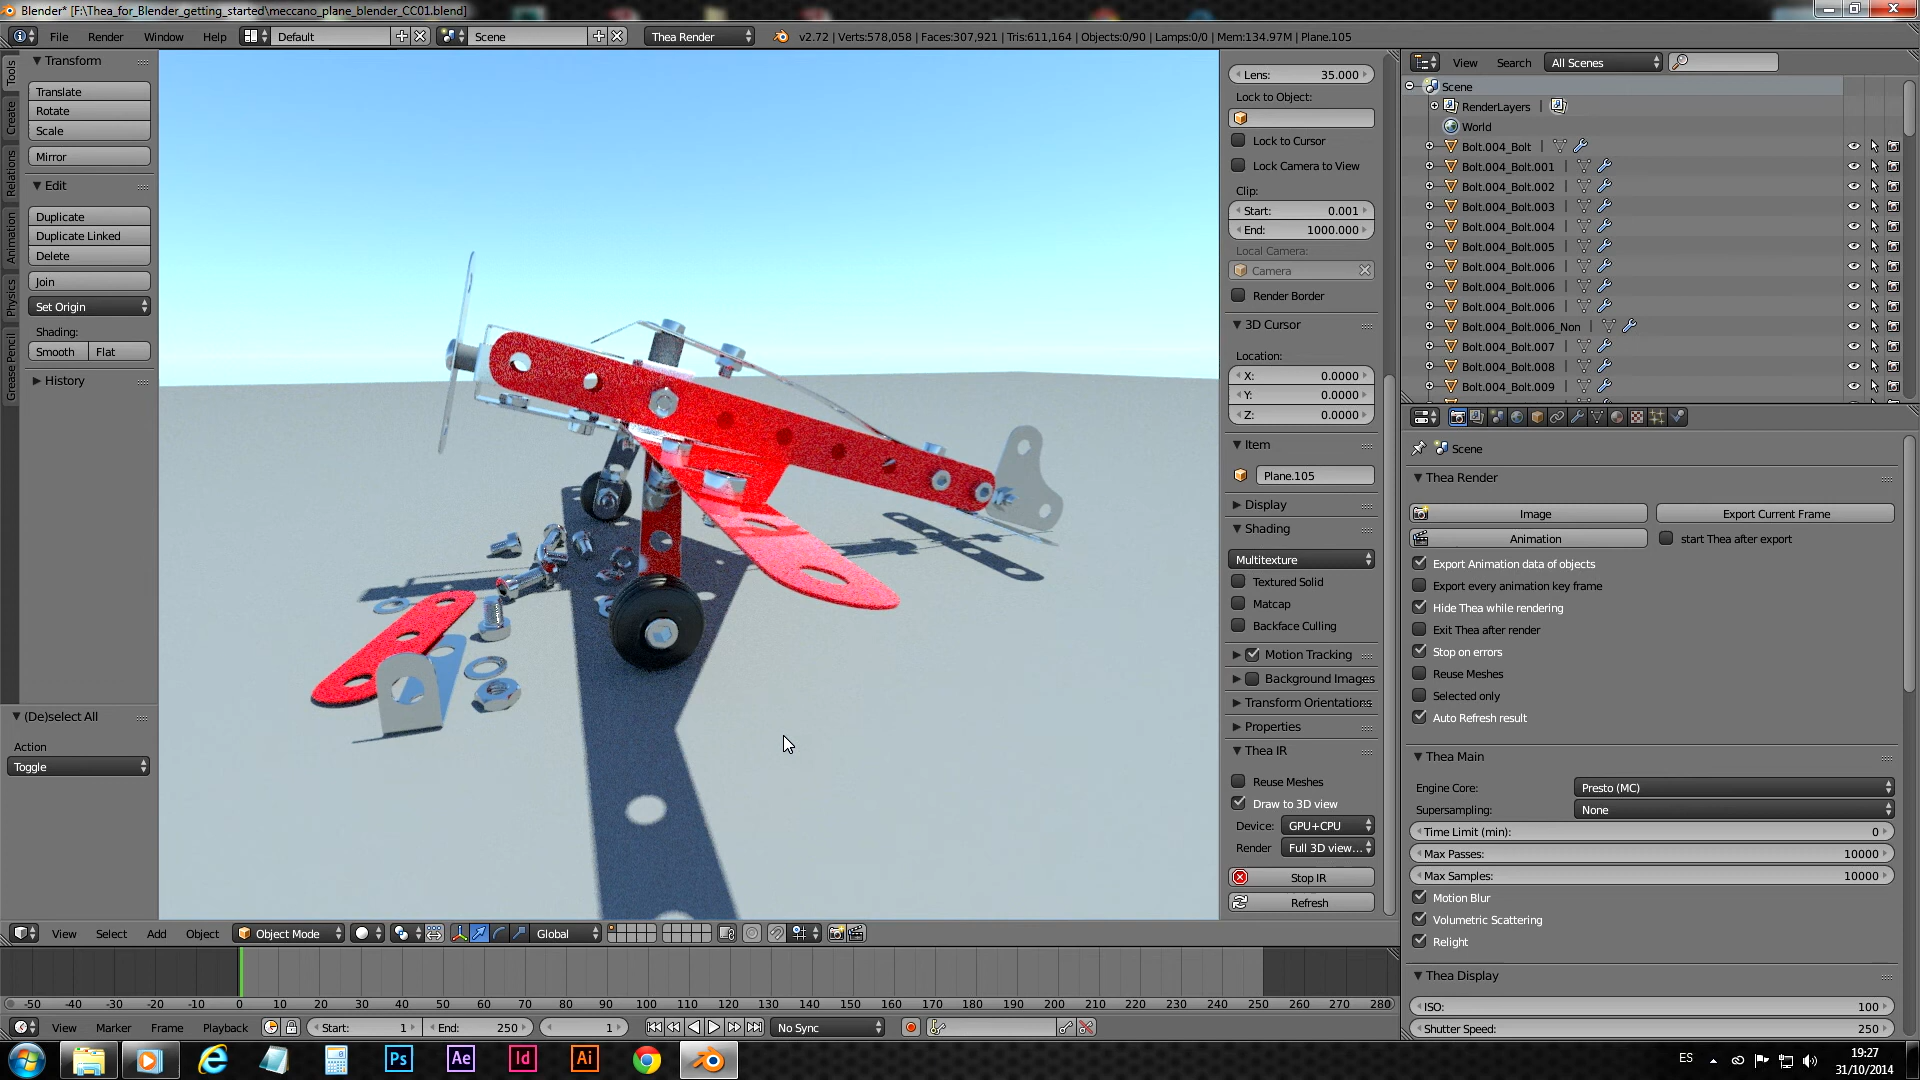 Blender* [F:\Thea_for_Blender_getting_started\meccano_plane_blender_CC01.blend]
File Render Window Help Default Scene Thea Render v2.72 | Verts:578,058 | Faces:307,921 | Tris:611,164 | Objects:0/90 | Lamps:0/0 | Mem:134.97M | Plane.105
Tools
Create
Relations
Animation
Physics
Grease Pencil
Transform
Translate
Rotate
Scale
Mirror
Edit
Duplicate
Duplicate Linked
Delete
Join
Set Origin
Shading:
Smooth Flat
History
(De)select All
Action
Toggle
Lens: 35.000
Lock to Object:
Lock to Cursor
Lock Camera to View
Clip:
Start: 0.001
End: 1000.000
Local Camera:
Camera
Render Border
3D Cursor
Location:
X: 0.0000
Y: 0.0000
Z: 0.0000
Item
Plane.105
Display
Shading
Multitexture
Textured Solid
Matcap
Backface Culling
Motion Tracking
Background Images
Transform Orientations
Properties
Thea IR
Reuse Meshes
Draw to 3D view
Device: GPU+CPU
Render Full 3D view...
Stop IR
Refresh
View Search All Scenes
Scene
RenderLayers |
World
Bolt.004_Bolt |
Bolt.004_Bolt.001 |
Bolt.004_Bolt.002 |
Bolt.004_Bolt.003 |
Bolt.004_Bolt.004 |
Bolt.004_Bolt.005 |
Bolt.004_Bolt.006 |
Bolt.004_Bolt.006 |
Bolt.004_Bolt.006 |
Bolt.004_Bolt.006_Non |
Bolt.004_Bolt.007 |
Bolt.004_Bolt.008 |
Bolt.004_Bolt.009 |
Scene
Thea Render
Image Export Current Frame
Animation start Thea after export
Export Animation data of objects
Export every animation key frame
Hide Thea while rendering
Exit Thea after render
Stop on errors
Reuse Meshes
Selected only
Auto Refresh result
Thea Main
Engine Core: Presto (MC)
Supersampling: None
Time Limit (min): 0
Max Passes: 10000
Max Samples: 10000
Motion Blur
Volumetric Scattering
Relight
Thea Display
ISO: 100
Shutter Speed: 250
View Select Add Object Object Mode Global
-50 -40 -30 -20 -10 0 10 20 30 40 50 60 70 80 90 100 110 120 130 140 150 160 170 180 190 200 210 220 230 240 250 260 270 280
View Marker Frame Playback Start: 1 End: 250 1 No Sync
Ps Ae Id Ai ES 19:27
31/10/2014